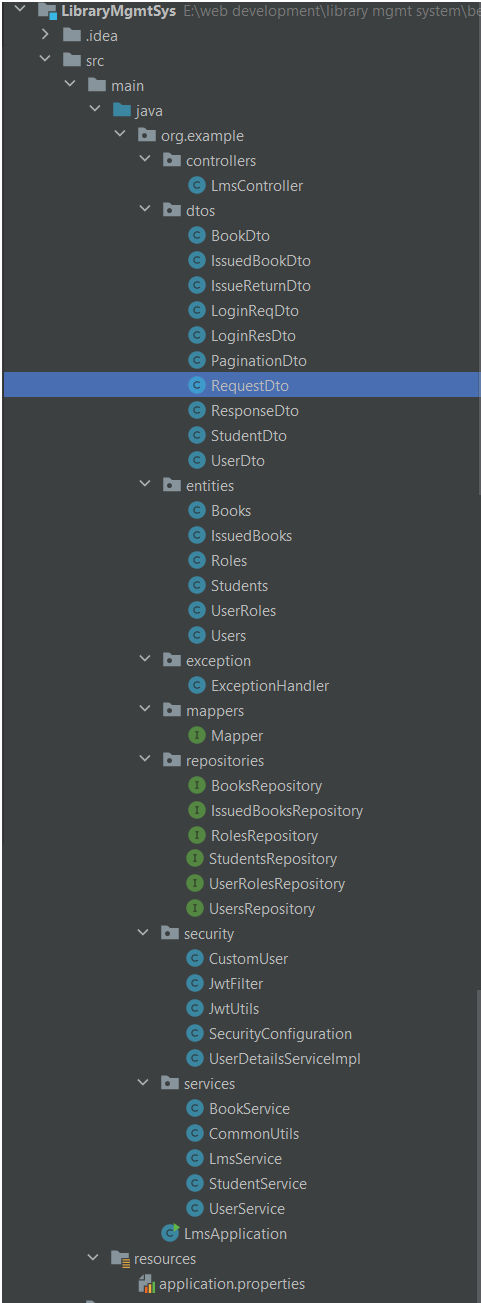 LibraryMgmtSys E:\web development\library mgmt system\be
.idea
src
main
java
org.example
controllers
C LmsController
dtos
C BookDto
C IssuedBookDto
C IssueReturnDto
C LoginReqDto
C LoginResDto
C PaginationDto
C RequestDto
C ResponseDto
C StudentDto
C UserDto
entities
C Books
C IssuedBooks
C Roles
C Students
C UserRoles
C Users
exception
C ExceptionHandler
mappers
I Mapper
repositories
I BooksRepository
I IssuedBooksRepository
I RolesRepository
I StudentsRepository
I UserRolesRepository
I UsersRepository
security
C CustomUser
C JwtFilter
C JwtUtils
C SecurityConfiguration
C UserDetailsServiceImpl
services
C BookService
C CommonUtils
C LmsService
C StudentService
C UserService
C LmsApplication
resources
application.properties